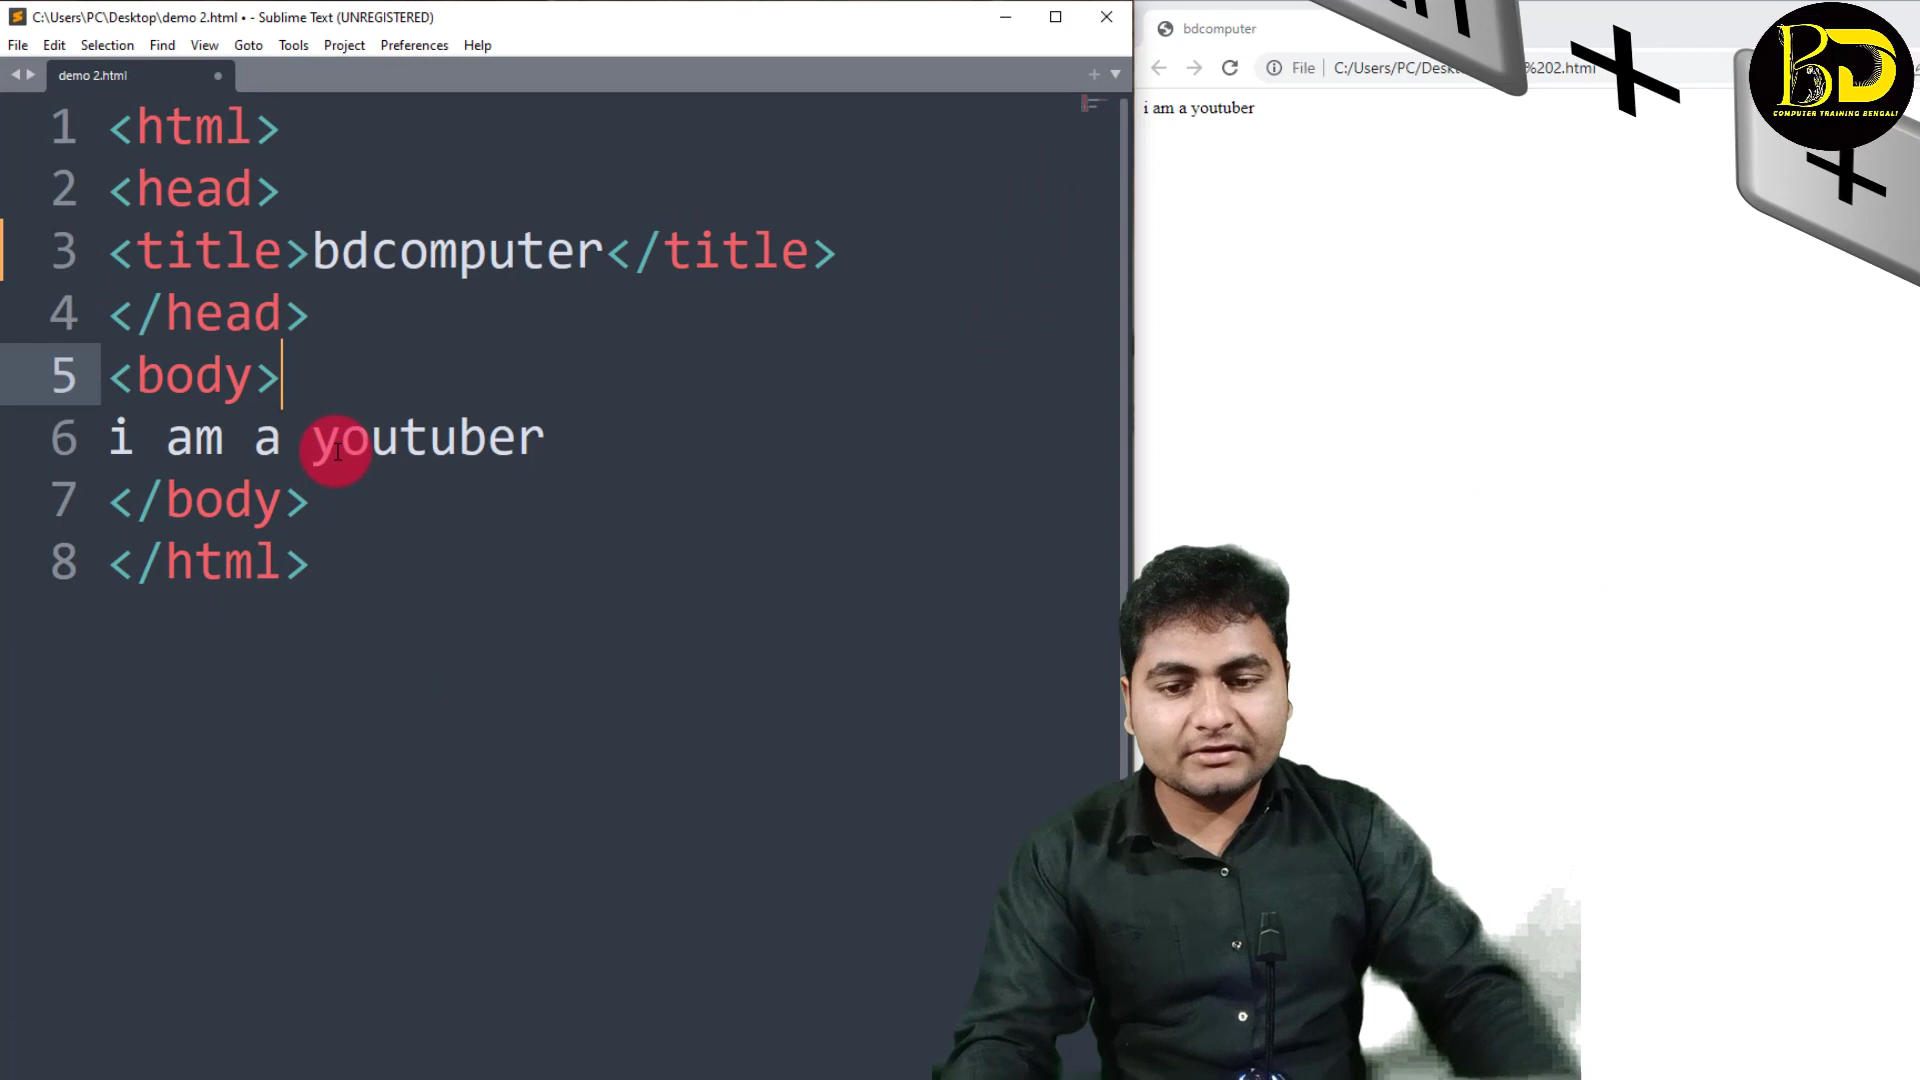 C:\Users\PC\Desktop\demo 2.html • - Sublime Text (UNREGISTERED)
File Edit Selection Find View Goto Tools Project Preferences Help
demo 2.html
1 <html>
2 <head>
3 <title>bdcomputer</title>
4 </head>
5 <body>
6 i am a youtuber
7 </body>
8 </html>
bdcomputer
File C:/Users/PC/Deskt %202.html
i am a youtuber
BD
COMPUTER TRAINING BENGALI